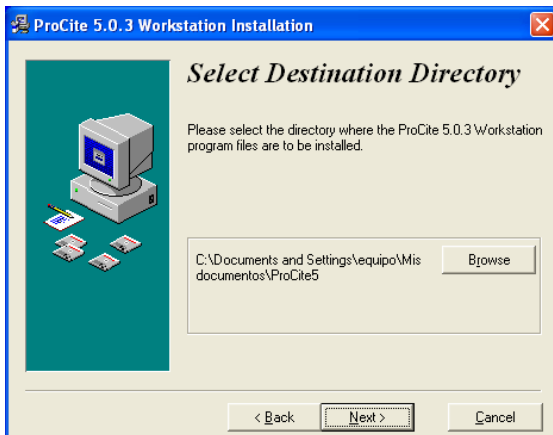 ProCite 5.0.3 Workstation Installation
Select Destination Directory
Please select the directory where the ProCite 5.0.3 Workstation
program files are to be installed.
C:\Documents and Settings\equipo\Mis
documentos\ProCite5
Browse
< Back
Next >
Cancel